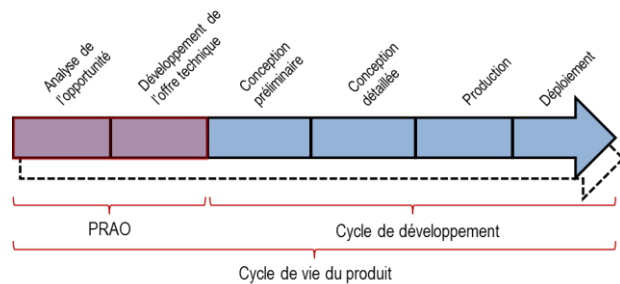 Analyse de
l'opportunité
Développement de
l'offre technique
Conception
préliminaire
Conception
détaillée
Production
Déploiement
PRAO
Cycle de développement
Cycle de vie du produit